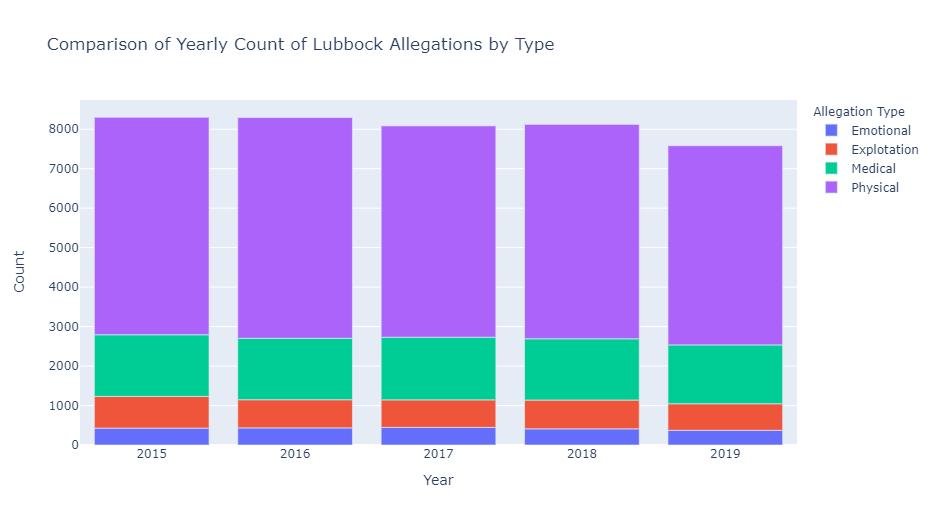 Comparison of Yearly Count of Lubbock Allegations by Type
Allegation Type
Emotional
Explotation
Medical
Physical
Count
8000
7000
6000
5000
4000
3000
2000
1000
0
2015 2016 2017 2018 2019
Year